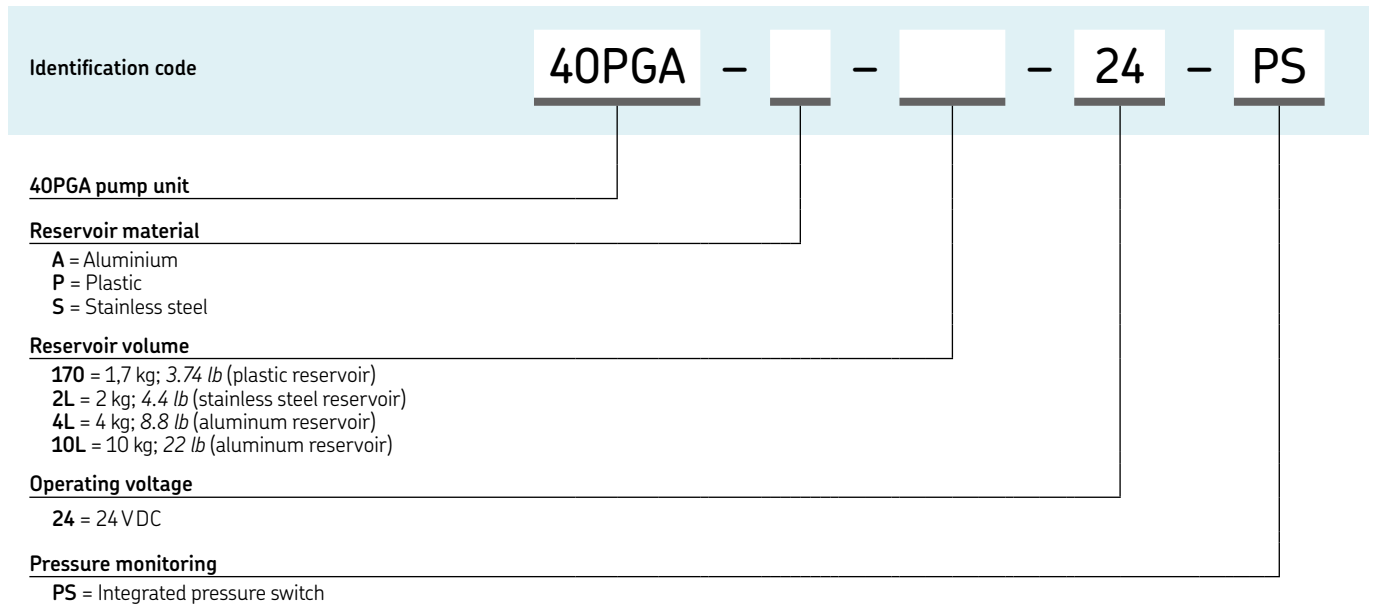 Identification code 40PGA – – – 24 – PS
40PGA pump unit
Reservoir material
A = Aluminium
P = Plastic
S = Stainless steel
Reservoir volume
170 = 1,7 kg; 3.74 lb (plastic reservoir)
2L = 2 kg; 4.4 lb (stainless steel reservoir)
4L = 4 kg; 8.8 lb (aluminum reservoir)
10L = 10 kg; 22 lb (aluminum reservoir)
Operating voltage
24 = 24 V DC
Pressure monitoring
PS = Integrated pressure switch